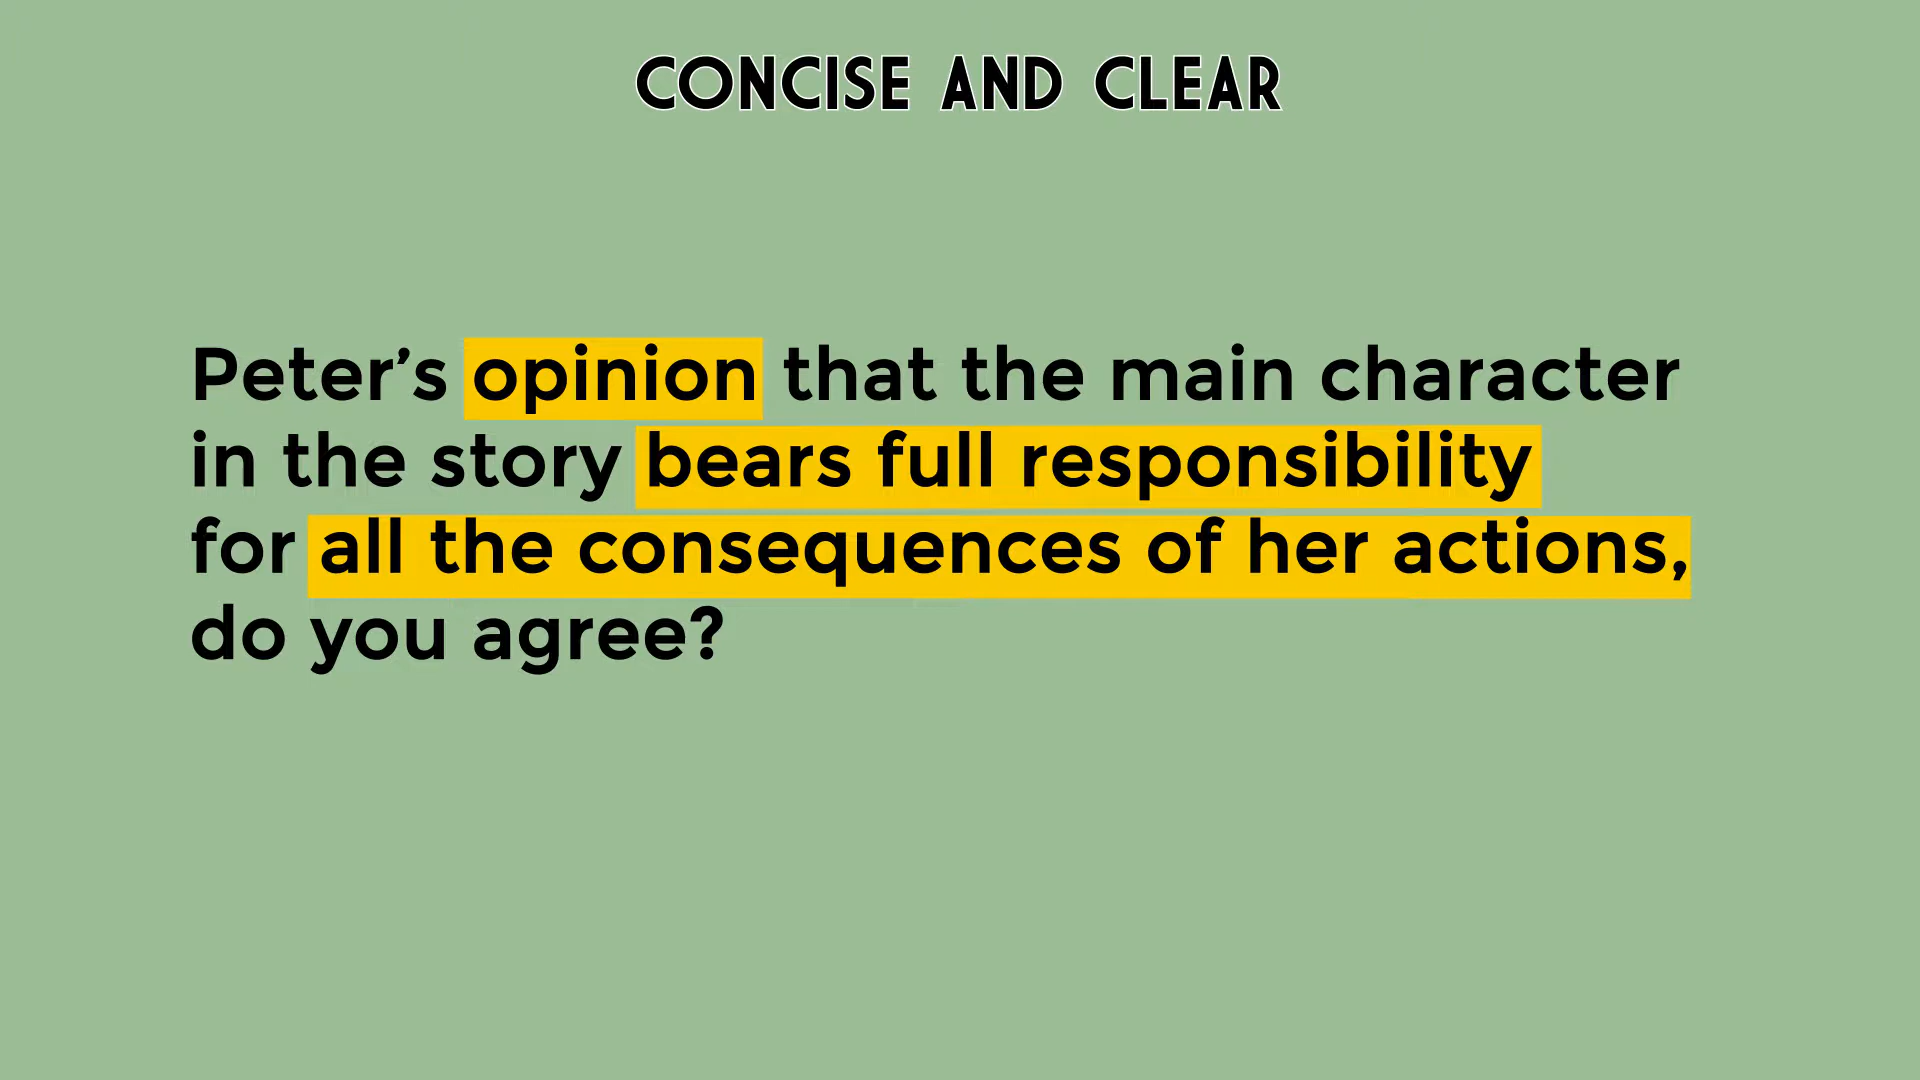 CONCISE AND CLEAR
Peter’s opinion that the main character
in the story bears full responsibility
for all the consequences of her actions,
do you agree?